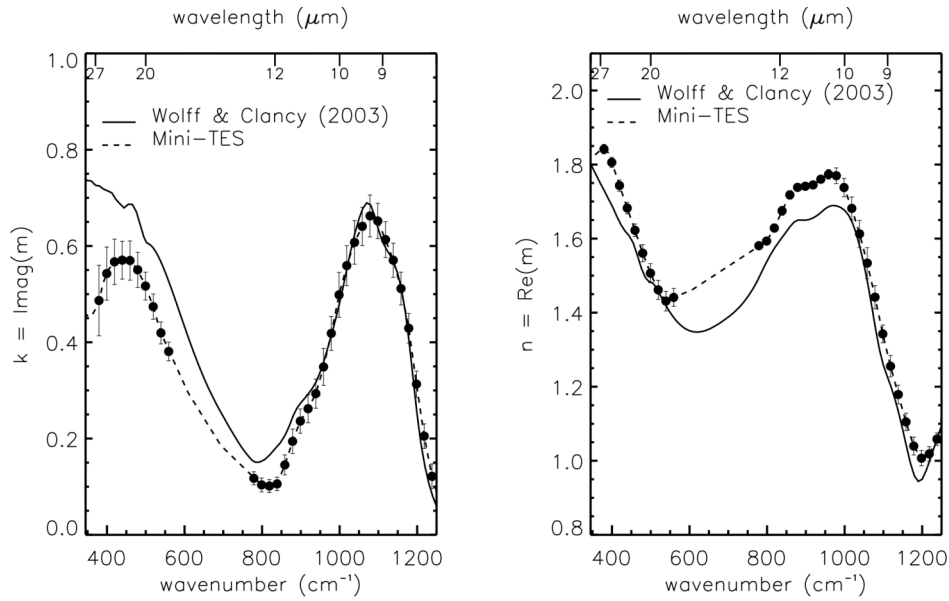 wavelength (μm)
27 20 12 10 9
1.0
Wolff & Clancy (2003)
Mini-TES
0.8
0.6
0.4
0.2
0.0
k = Imag(m)
400 600 800 1000 1200
wavenumber (cm⁻¹)
wavelength (μm)
27 20 12 10 9
2.0
Wolff & Clancy (2003)
Mini-TES
1.8
1.6
1.4
1.2
1.0
0.8
n = Re(m)
400 600 800 1000 1200
wavenumber (cm⁻¹)